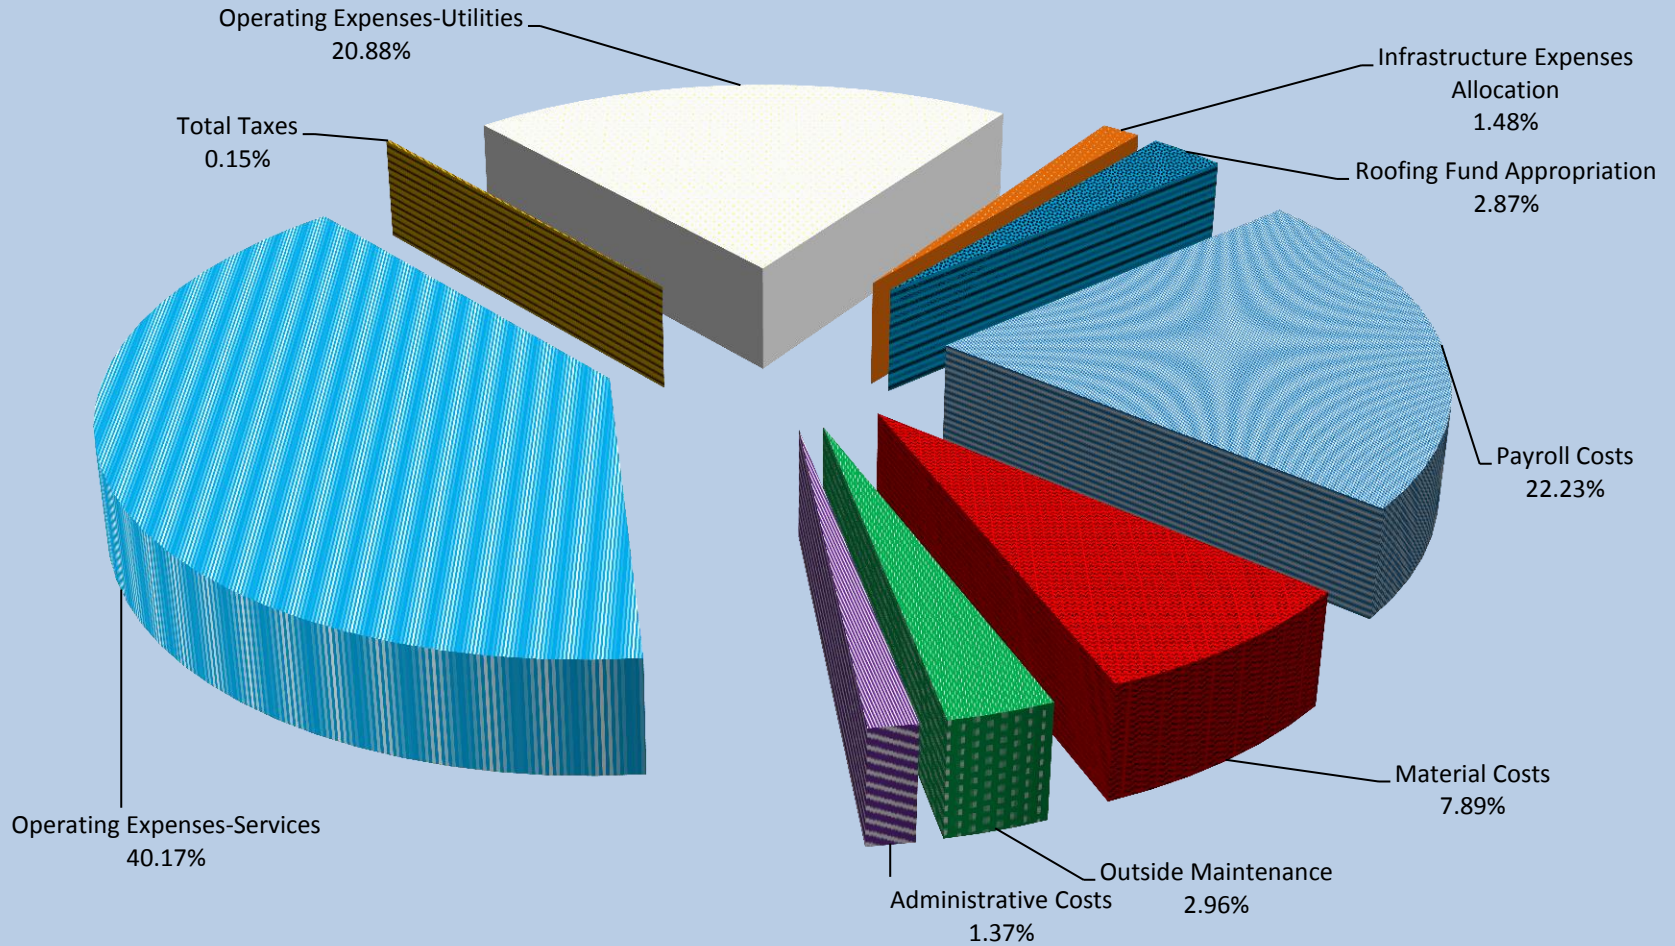 Operating Expenses-Utilities
20.88%
Infrastructure Expenses
Allocation
1.48%
Total Taxes
0.15%
Roofing Fund Appropriation
2.87%
Payroll Costs
22.23%
Material Costs
7.89%
Operating Expenses-Services
40.17%
Outside Maintenance
2.96%
Administrative Costs
1.37%